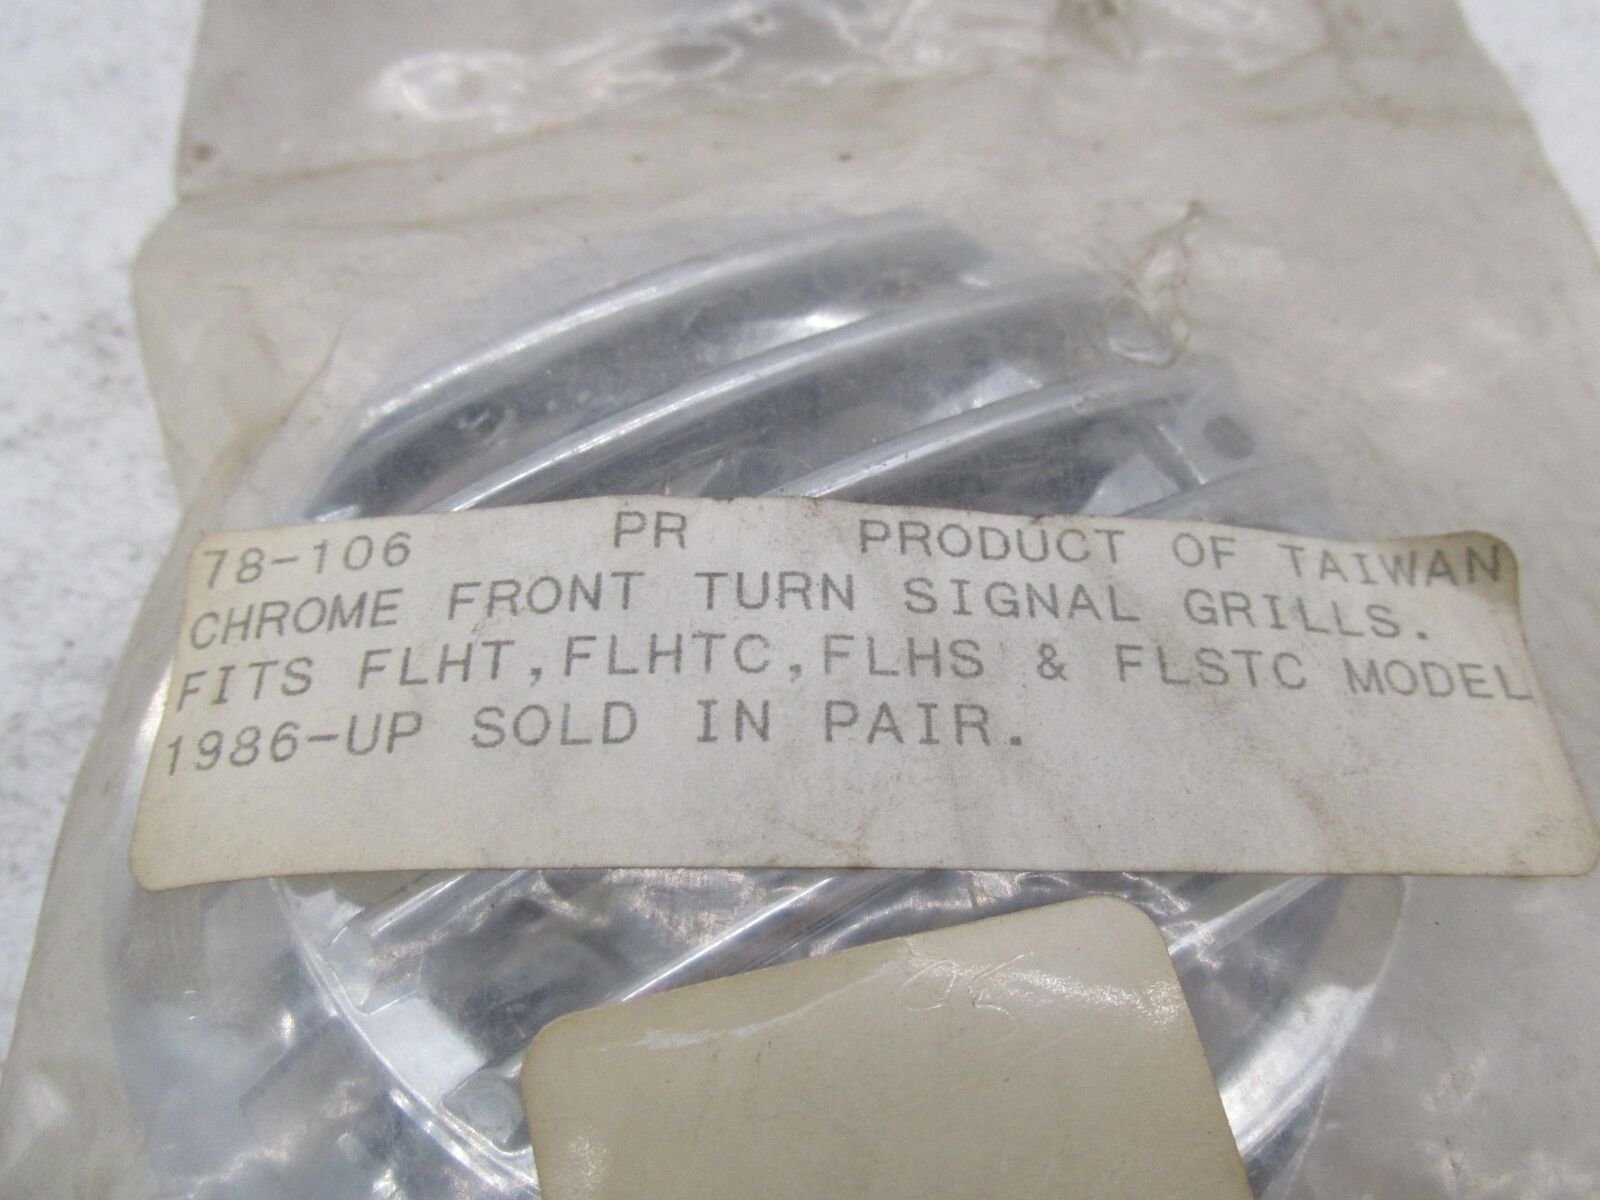 78-106 PR PRODUCT OF TAIWAN
CHROME FRONT TURN SIGNAL GRILLS.
FITS FLHT,FLHTC,FLHS & FLSTC MODEL
1986-UP SOLD IN PAIR.